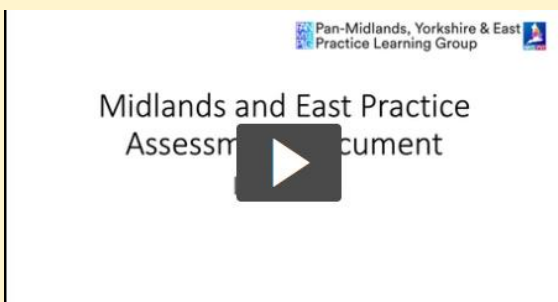 Pan-Midlands, Yorkshire & East
Practice Learning Group
Midlands and East Practice